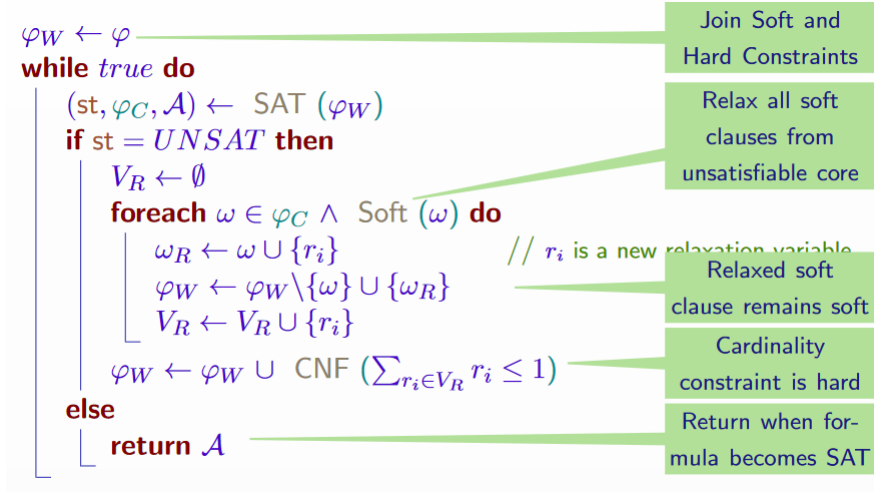 φ_W ← φ
while true do
(st, φ_C, 𝒜) ← SAT (φ_W)
if st = UNSAT then
V_R ← ∅
foreach ω ∈ φ_C ∧ Soft (ω) do
ω_R ← ω ∪ {r_i}
// r_i is a new relaxation variable
φ_W ← φ_W\{ω} ∪ {ω_R}
V_R ← V_R ∪ {r_i}
φ_W ← φ_W ∪ CNF (∑_{r_i∈V_R} r_i ≤ 1)
else
return 𝒜
Join Soft and
Hard Constraints
Relax all soft
clauses from
unsatisfiable core
Relaxed soft
clause remains soft
Cardinality
constraint is hard
Return when for-
mula becomes SAT